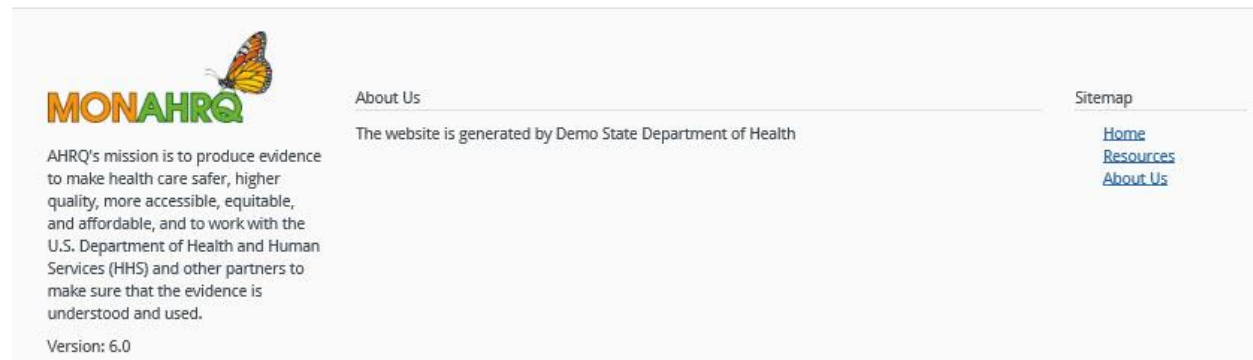 MONAHRQ
AHRQ's mission is to produce evidence
to make health care safer, higher
quality, more accessible, equitable,
and affordable, and to work with the
U.S. Department of Health and Human
Services (HHS) and other partners to
make sure that the evidence is
understood and used.
Version: 6.0
About Us
The website is generated by Demo State Department of Health
Sitemap
Home
Resources
About Us